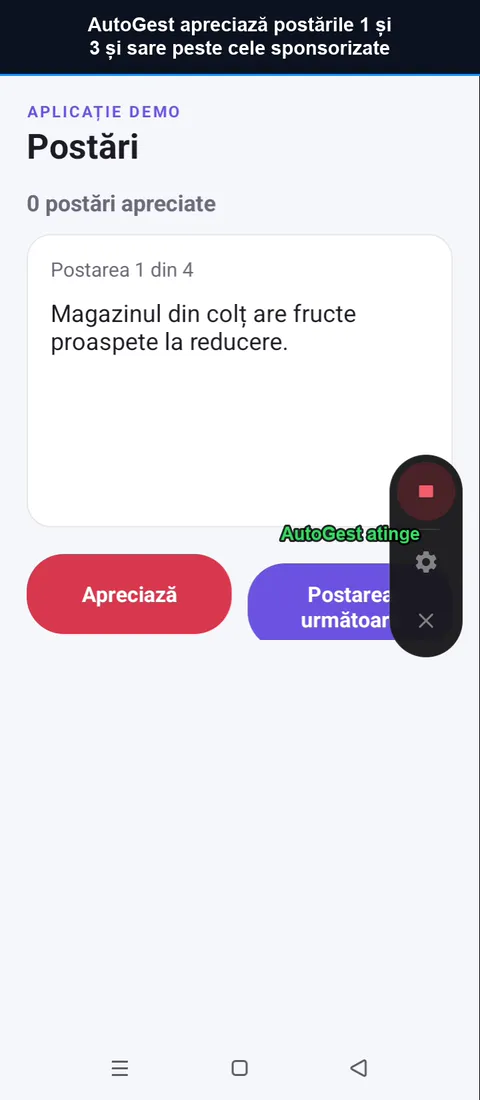 AutoGest apreciază postările 1 și
3 și sare peste cele sponsorizate
APLICAȚIE DEMO
Postări
0 postări apreciate
Postarea 1 din 4
Magazinul din colț are fructe
proaspete la reducere.
AutoGest atinge
Apreciază
Postarea
următoar